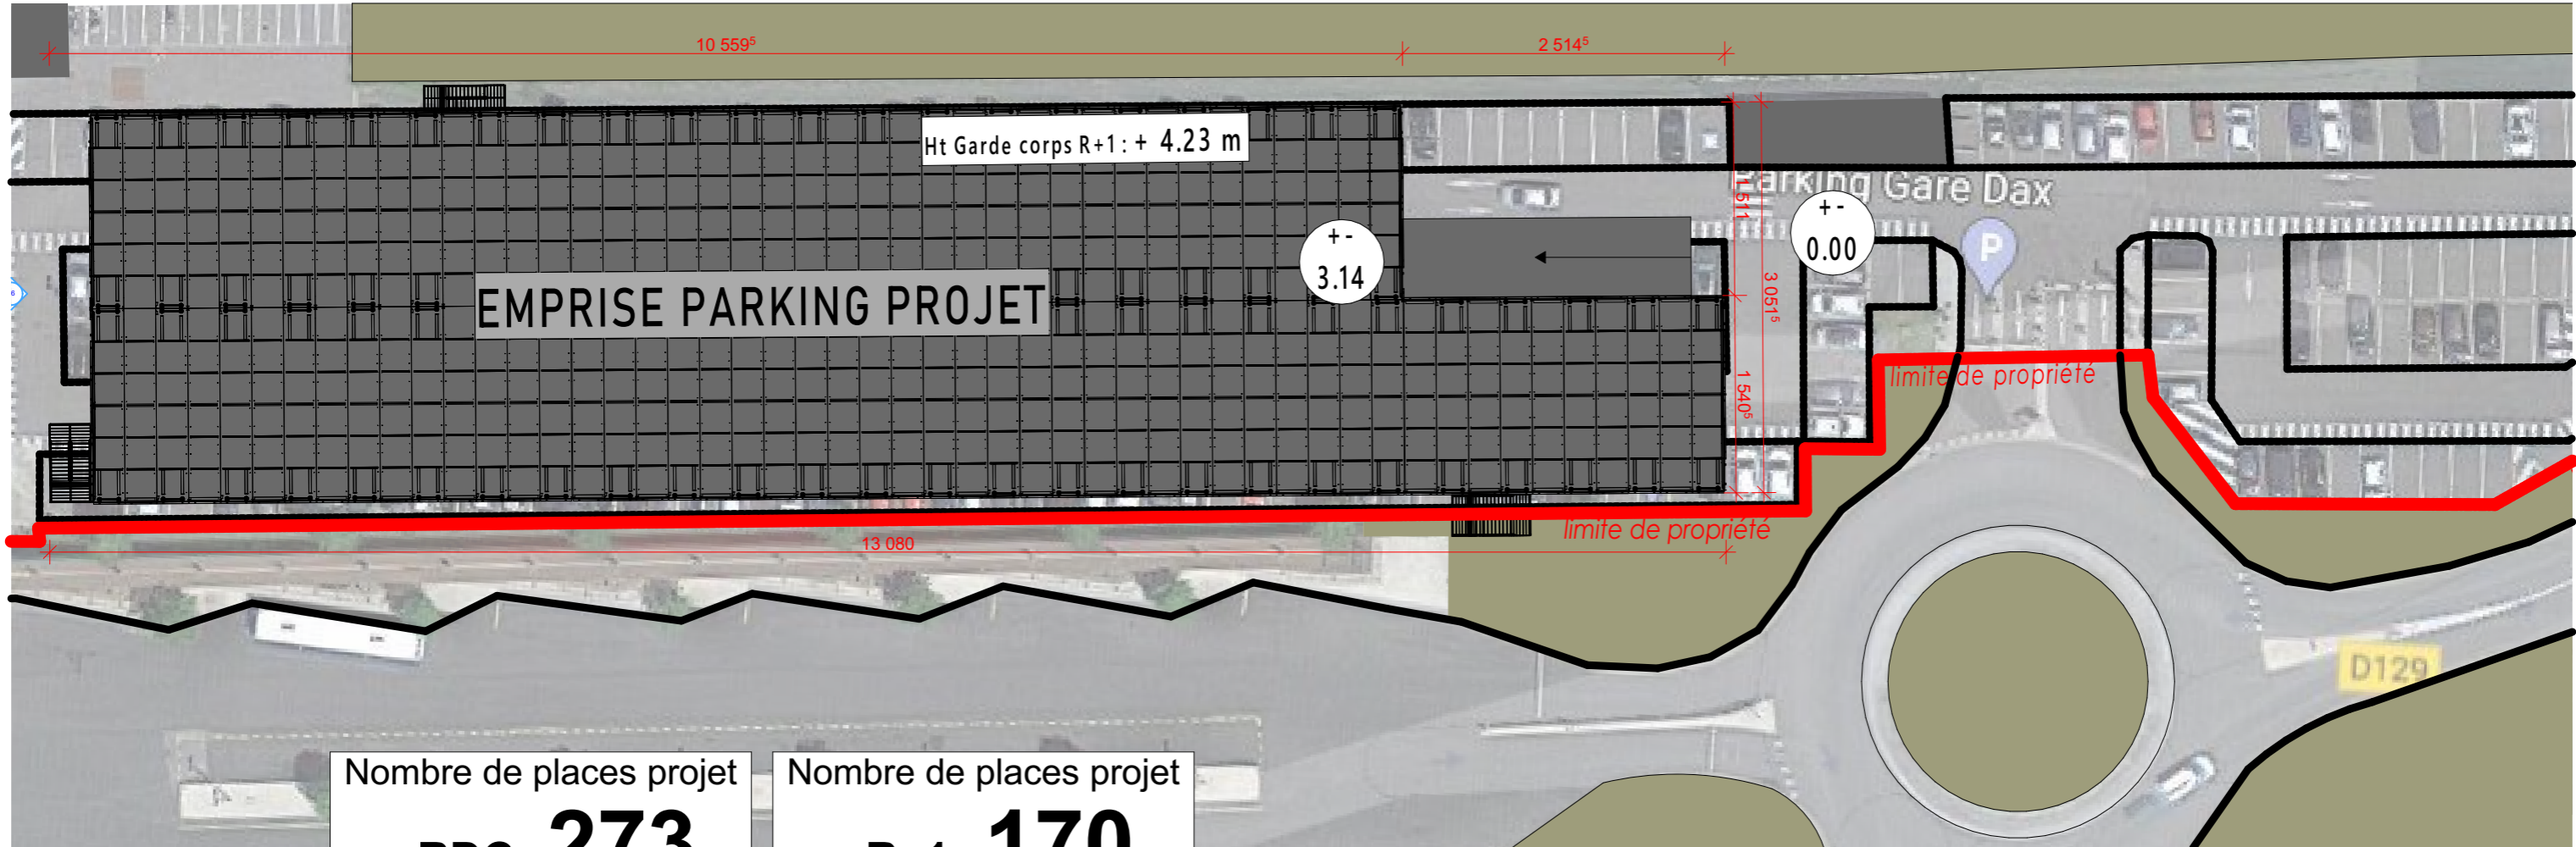 10 559⁵
2 514⁵
Ht Garde corps R+1 : + 4.23 m
Parking Gare Dax
1 511
+ -
0.00
+ -
3.14
P
EMPRISE PARKING PROJET
3 051⁵
1 540⁵
limite de propriété
limite de propriété
13 080
D129
Nombre de places projet
273
Nombre de places projet
170